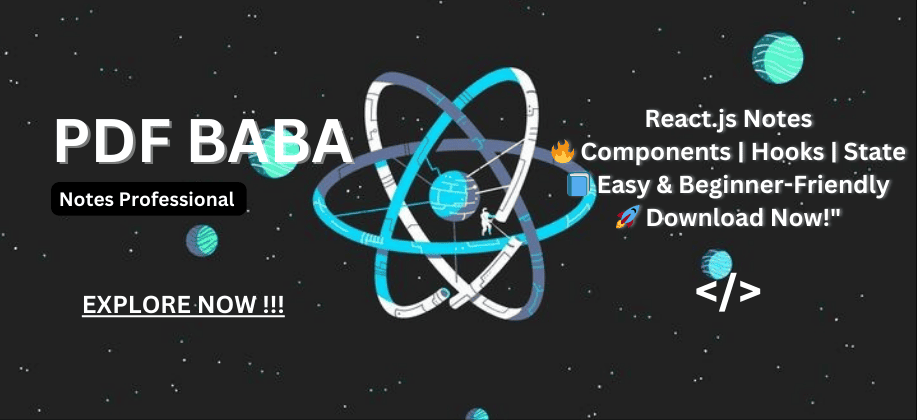 PDF BABA
Notes Professional
EXPLORE NOW !!!
React.js Notes
🔥 Components | Hooks | State
📘 Easy & Beginner-Friendly
🚀 Download Now!"
</>